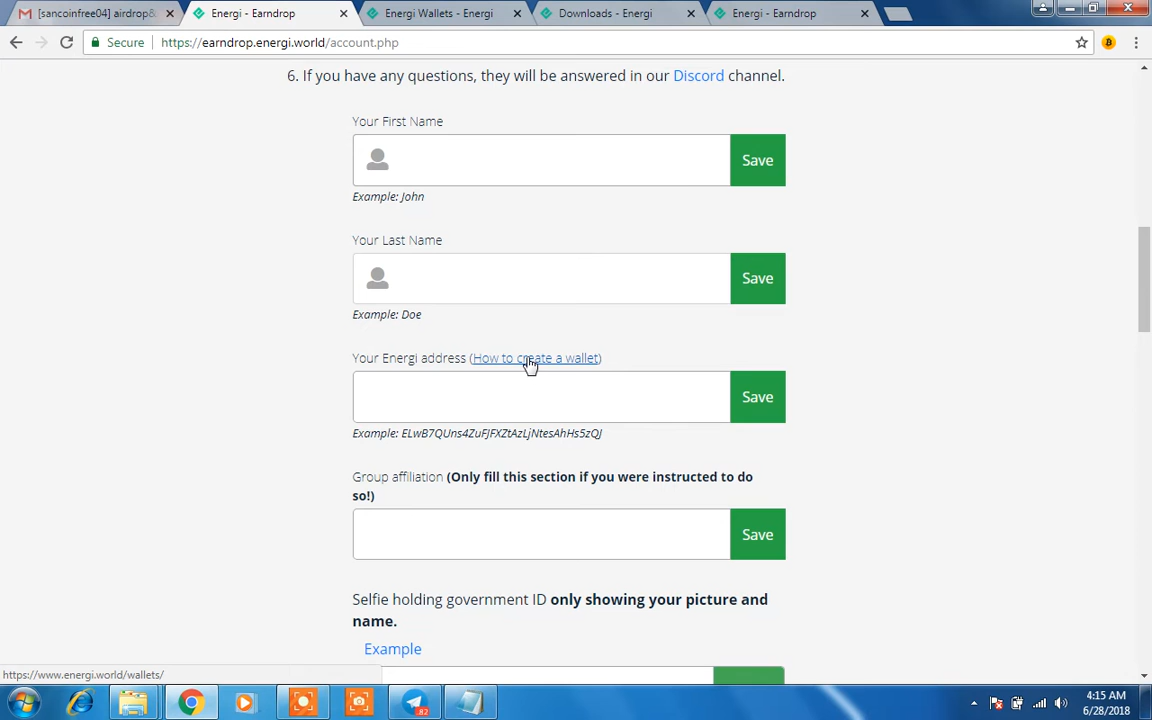 [sancoinfree04] airdrop&
Energi - Earndrop
Energi Wallets - Energi
Downloads - Energi
Energi - Earndrop
Secure
https://earndrop.energi.world/account.php
6. If you have any questions, they will be answered in our Discord channel.
Your First Name
Save
Example: John
Your Last Name
Save
Example: Doe
Your Energi address (How to create a wallet)
Save
Example: ELwB7QUns4ZuFJFXZtAzLjNtesAhHs5zQJ
Group affiliation (Only fill this section if you were instructed to do
so!)
Save
Selfie holding government ID only showing your picture and
name.
Example
https://www.energi.world/wallets/
82
4:15 AM
6/28/2018